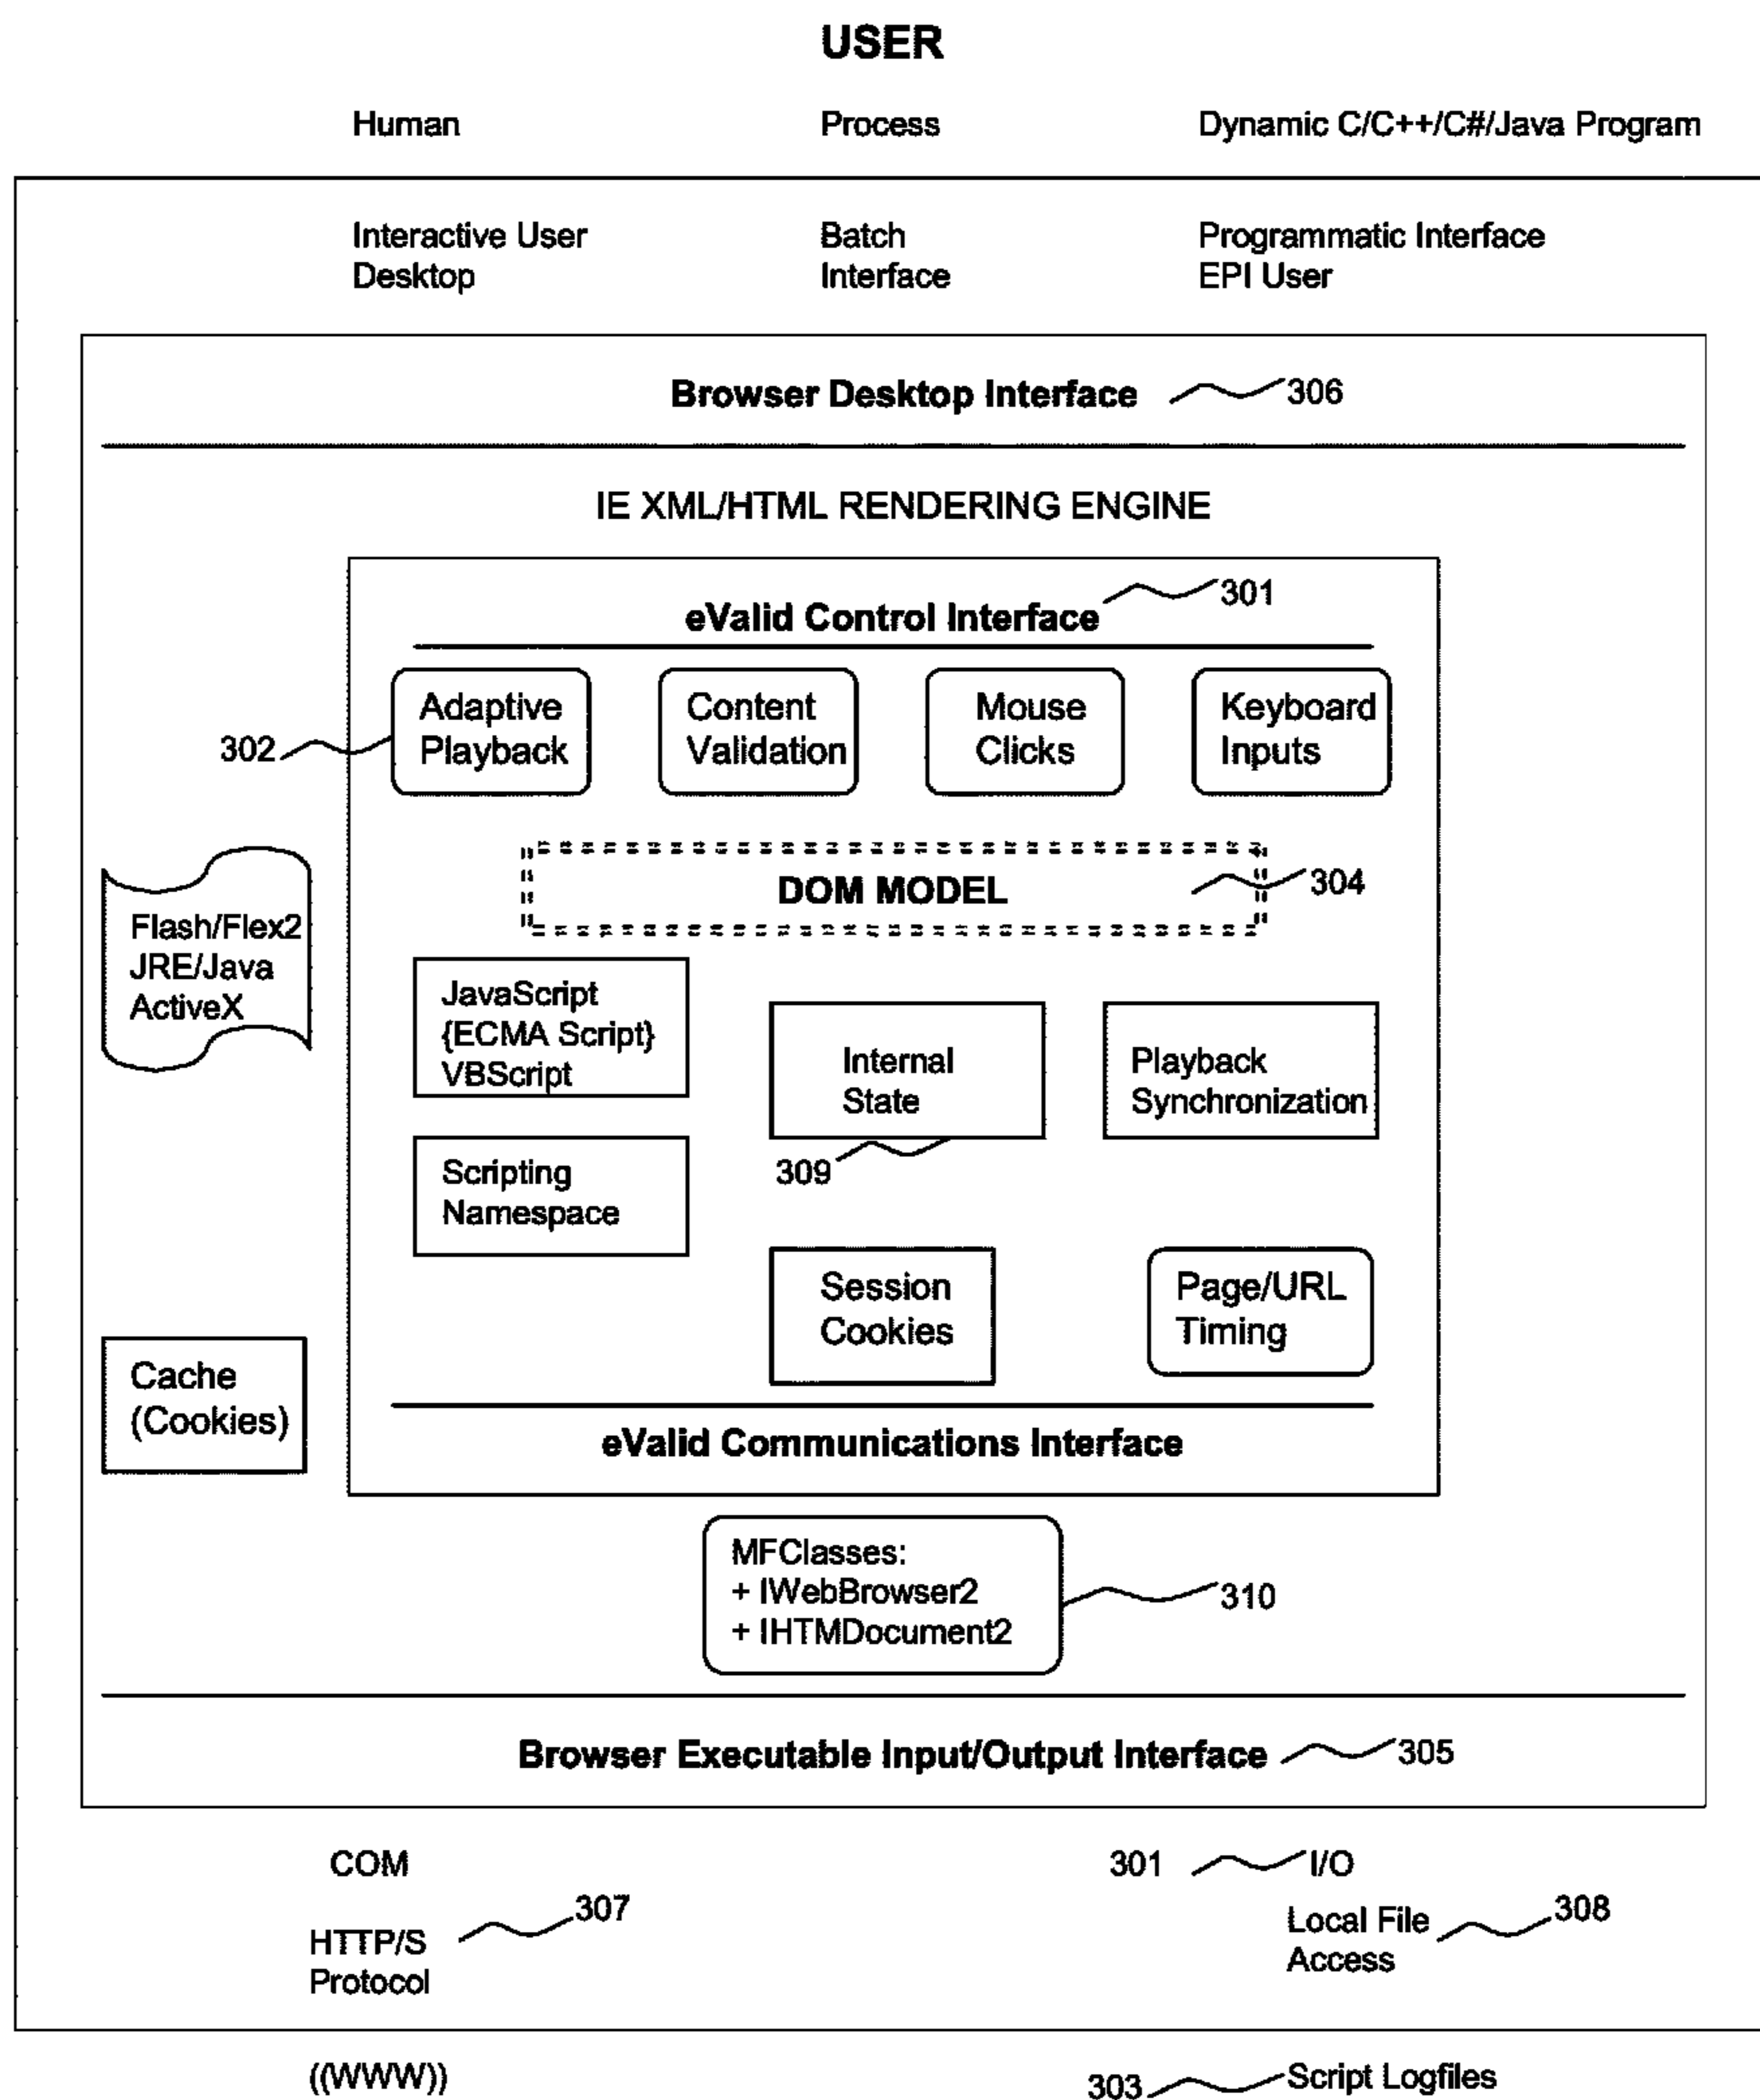 USER
Human Process Dynamic C/C++/C#/Java Program
Interactive User Batch Programmatic Interface
Desktop Interface EPI User
Browser Desktop Interface 306
IE XML/HTML RENDERING ENGINE
eValid Control Interface 301
302
Adaptive
Playback
Content
Validation
Mouse
Clicks
Keyboard
Inputs
DOM MODEL 304
Flash/Flex2
JRE/Java
ActiveX
JavaScript
{ECMA Script}
VBScript
Internal
State
309
Playback
Synchronization
Scripting
Namespace
Session
Cookies
Page/URL
Timing
Cache
(Cookies)
eValid Communications Interface
MFClasses:
+ IWebBrowser2
+ IHTMDocument2
310
Browser Executable Input/Output Interface 305
COM 301 I/O
HTTP/S
Protocol
307
Local File
Access
308
((WWW)) 303 Script Logfiles